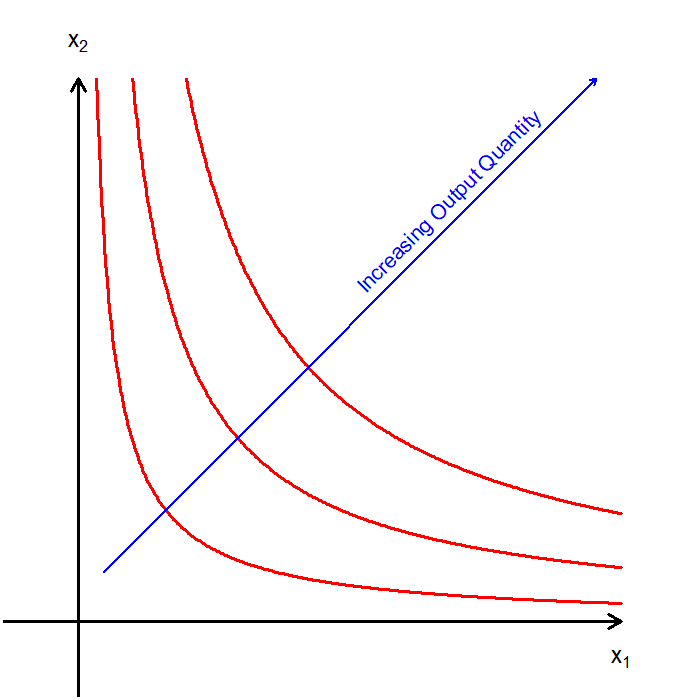 x₂
Increasing Output Quantity
x₁